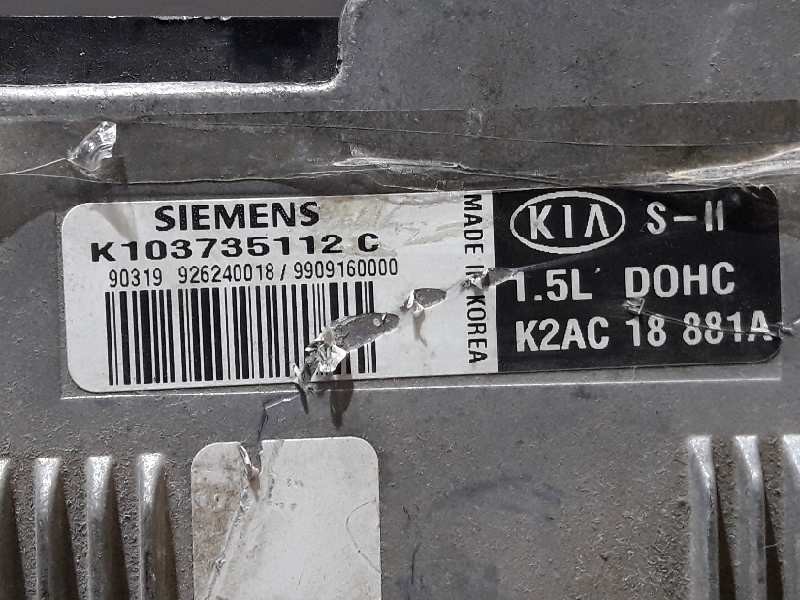 SIEMENS
K103735112 C
90319 926240018 / 9909160000
MADE IN KOREA
KIA S-II
1.5L DOHC
K2AC 18 881A